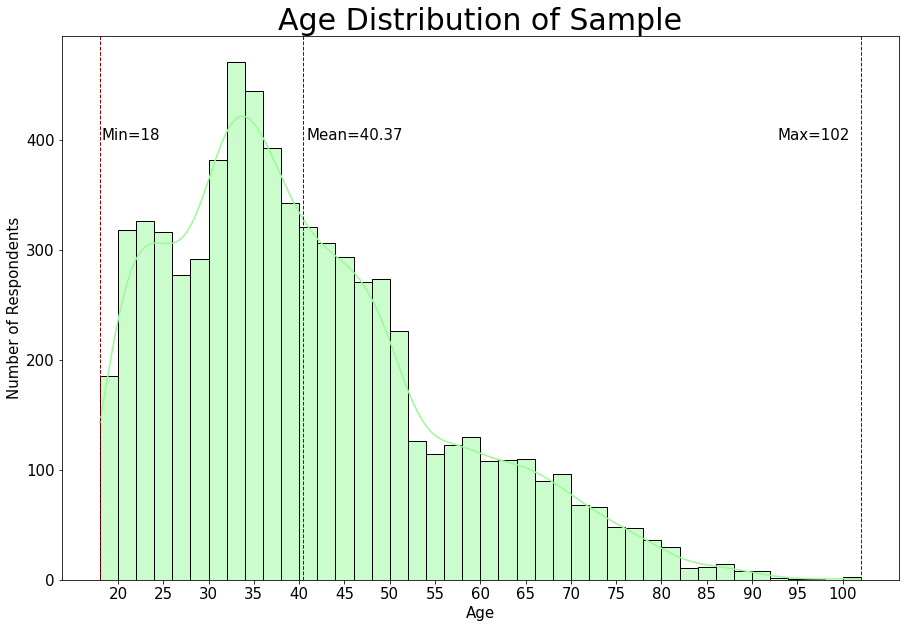 Age Distribution of Sample
Min=18
Mean=40.37
Max=102
Number of Respondents
400
300
200
100
0
20 25 30 35 40 45 50 55 60 65 70 75 80 85 90 95 100
Age